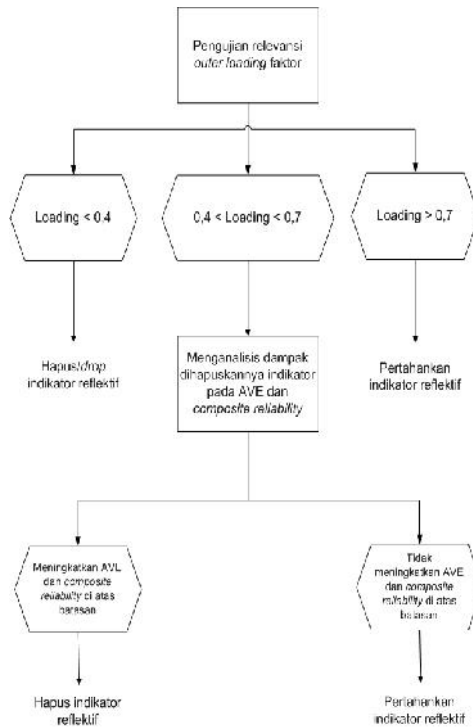 Pengujian relevansi
outer loading faktor
Loading < 0.4
0,4 < Loading < 0,7
Loading > 0,7
Hapus/drop
indikator reflektif
Menganalisis dampak
dihapuskannya indikator
pada AVE dan
composite reliability
Pertahankan
indikator reflektif
Meningkatkan AVE
dan composite
reliability di atas
batasan
Tidak
meningkatkan AVE
dan composite
reliability di atas
batasan
Hapus indikator
reflektif
Pertahankan
indikator reflektif